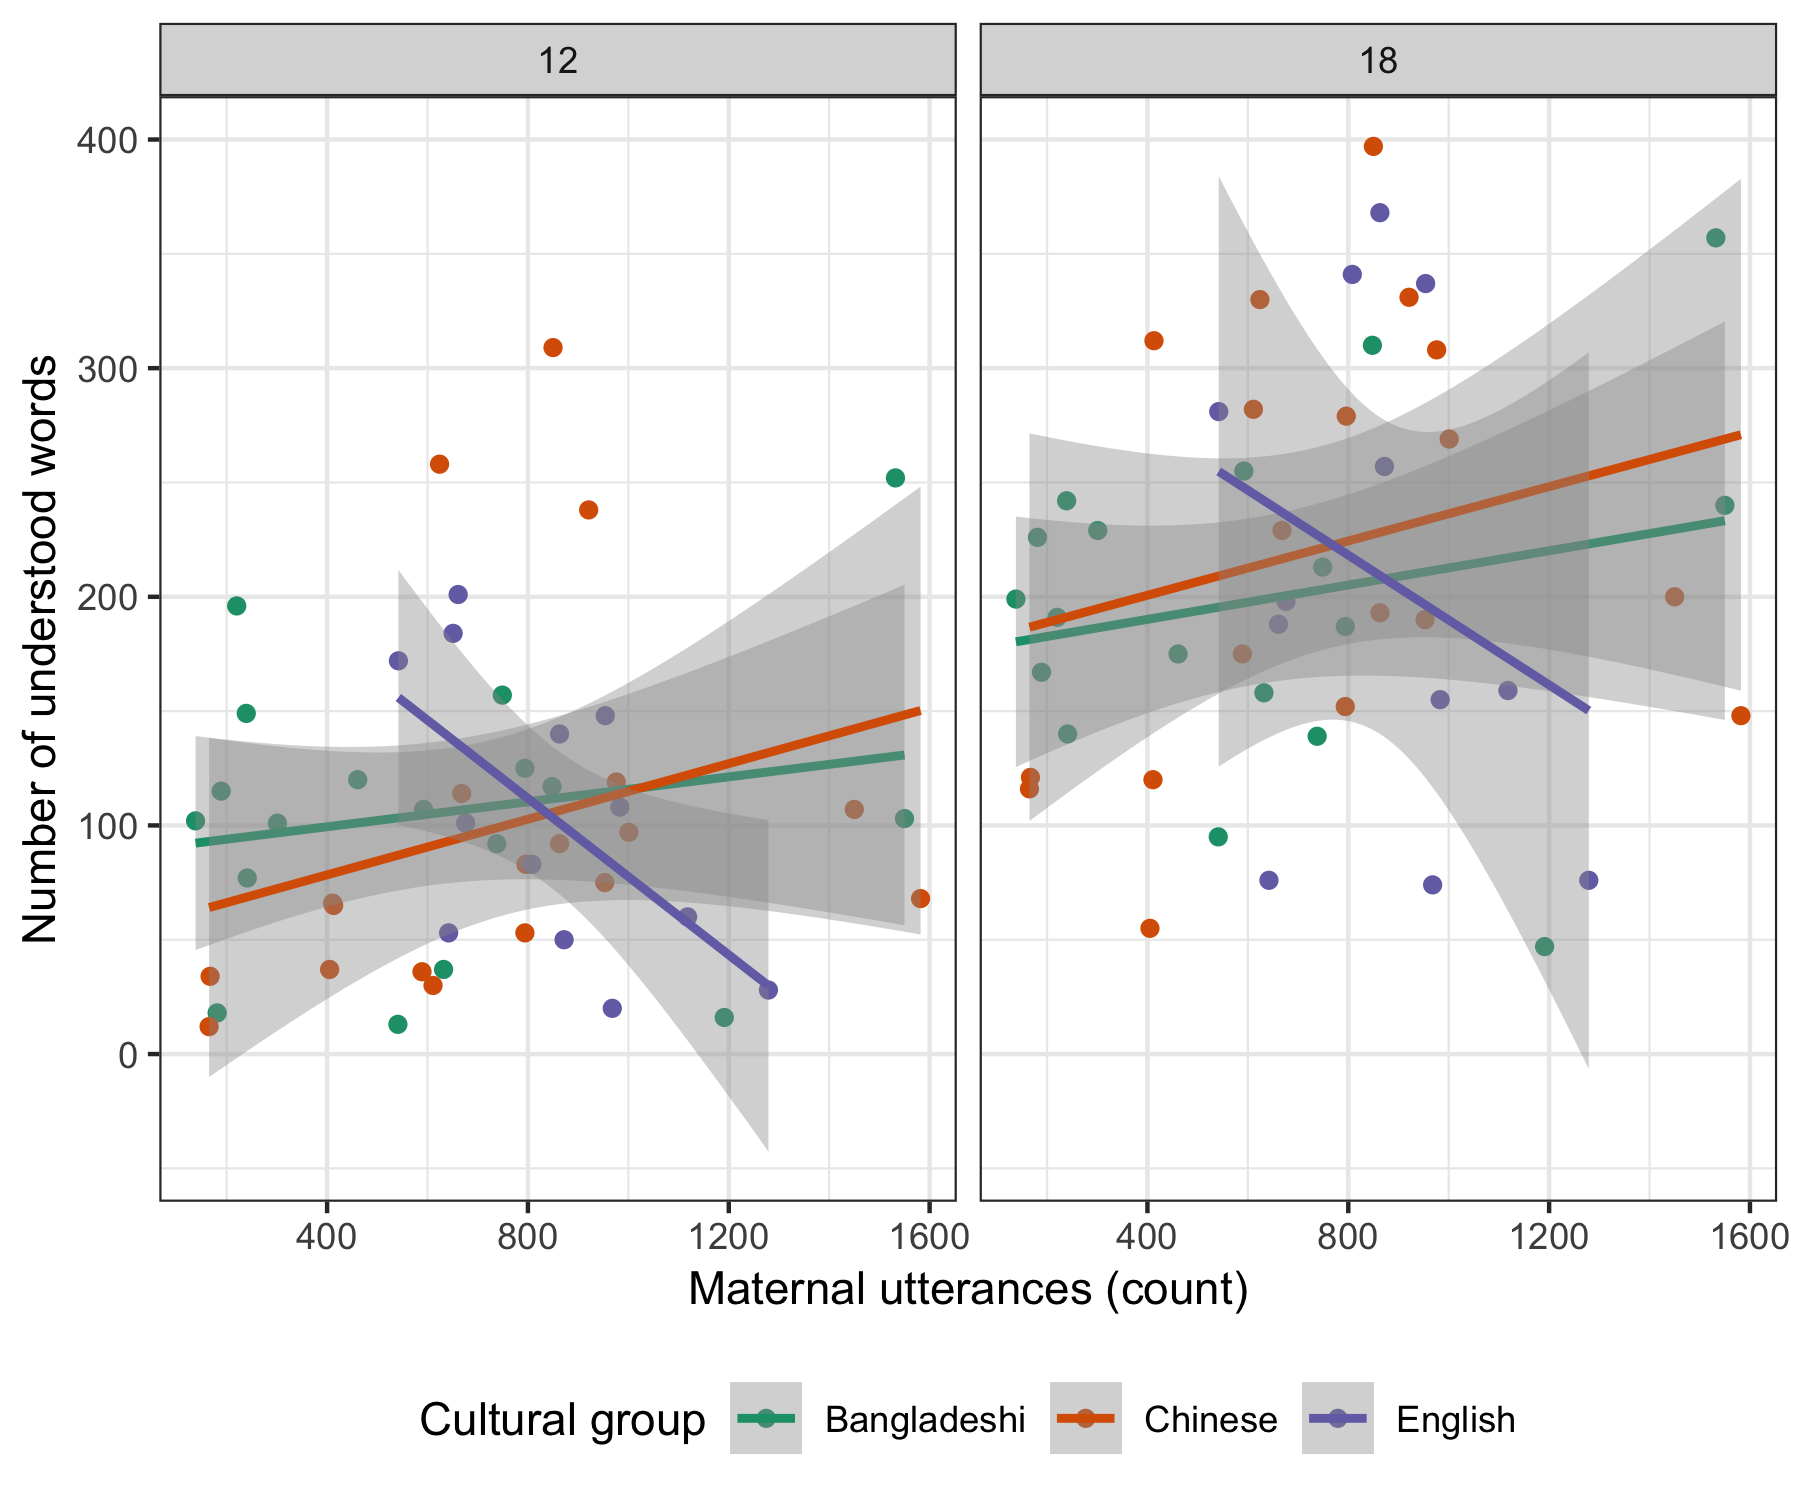 12 18
400
300
200
100
0
Number of understood words
400 800 1200 1600 400 800 1200 1600
Maternal utterances (count)
Cultural group Bangladeshi Chinese English